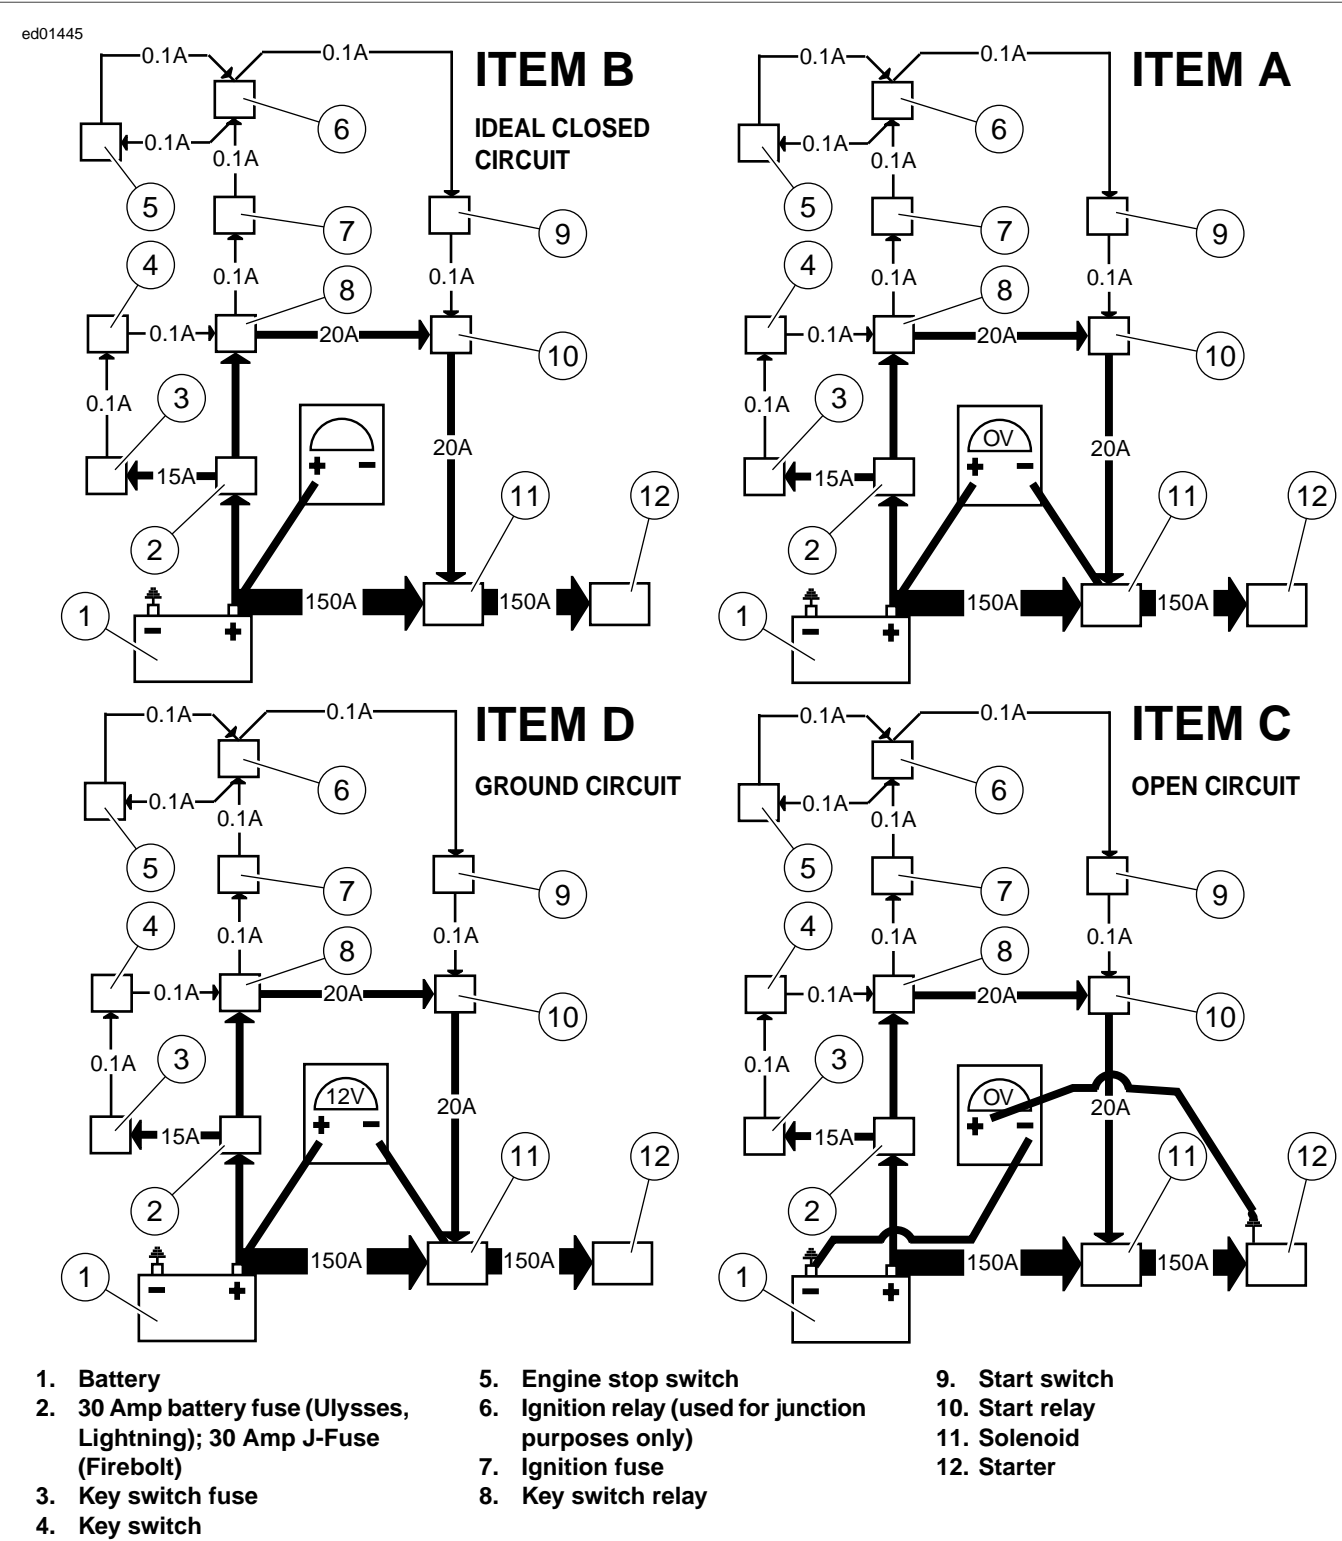 ed01445
ITEM B
IDEAL CLOSED
CIRCUIT
0.1A
0.1A
0.1A
0.1A
0.1A
0.1A
0.1A
0.1A
20A
20A
15A
150A
150A
+ -
- +
1
2
3
4
5
6
7
8
9
10
11
12
ITEM A
0.1A
0.1A
0.1A
0.1A
0.1A
0.1A
0.1A
0.1A
20A
20A
15A
150A
150A
OV
+ -
- +
1
2
3
4
5
6
7
8
9
10
11
12
ITEM D
GROUND CIRCUIT
0.1A
0.1A
0.1A
0.1A
0.1A
0.1A
0.1A
0.1A
20A
20A
15A
150A
150A
12V
+ -
- +
1
2
3
4
5
6
7
8
9
10
11
12
ITEM C
OPEN CIRCUIT
0.1A
0.1A
0.1A
0.1A
0.1A
0.1A
0.1A
0.1A
20A
20A
15A
150A
150A
OV
+ -
- +
1
2
3
4
5
6
7
8
9
10
11
12
1. Battery
2. 30 Amp battery fuse (Ulysses,
Lightning); 30 Amp J-Fuse
(Firebolt)
3. Key switch fuse
4. Key switch
5. Engine stop switch
6. Ignition relay (used for junction
purposes only)
7. Ignition fuse
8. Key switch relay
9. Start switch
10. Start relay
11. Solenoid
12. Starter